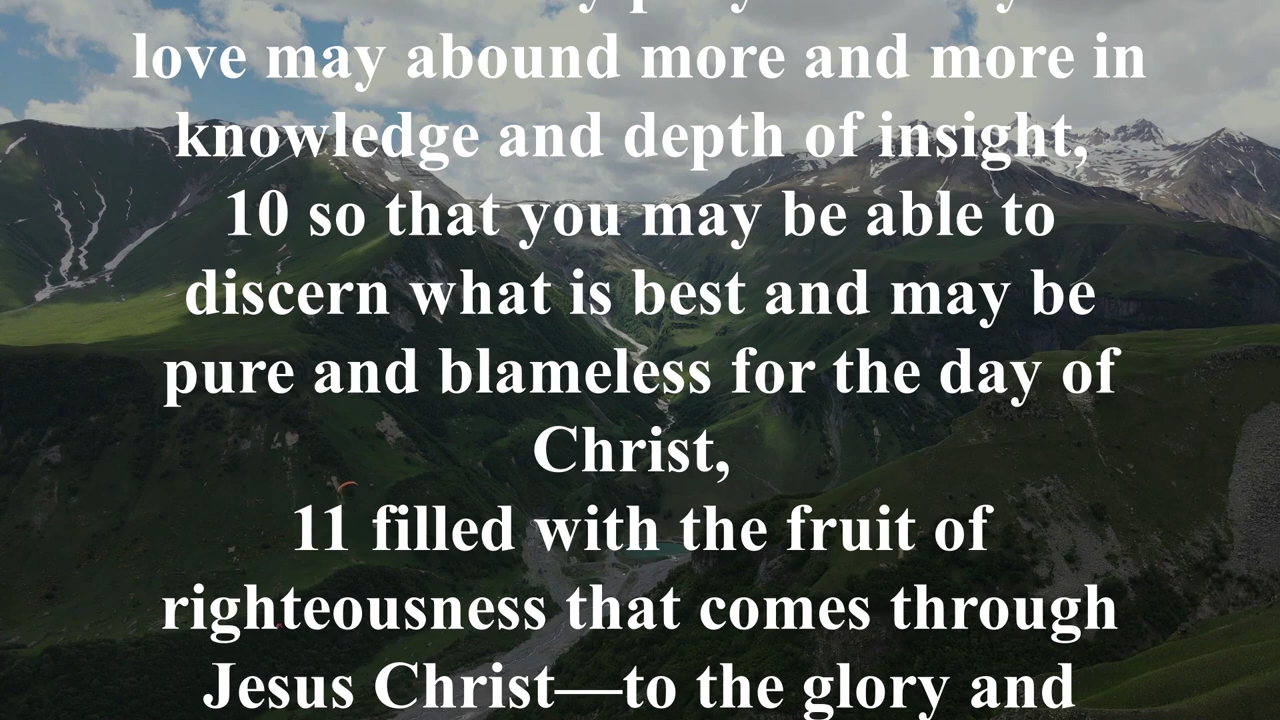 love may abound more and more in
knowledge and depth of insight,
10 so that you may be able to
discern what is best and may be
pure and blameless for the day of
Christ,
11 filled with the fruit of
righteousness that comes through
Jesus Christ—to the glory and